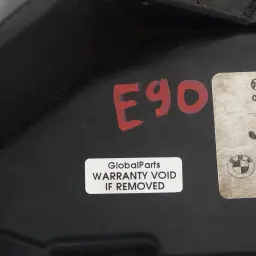 E90
GlobalParts
WARRANTY VOID
IF REMOVED